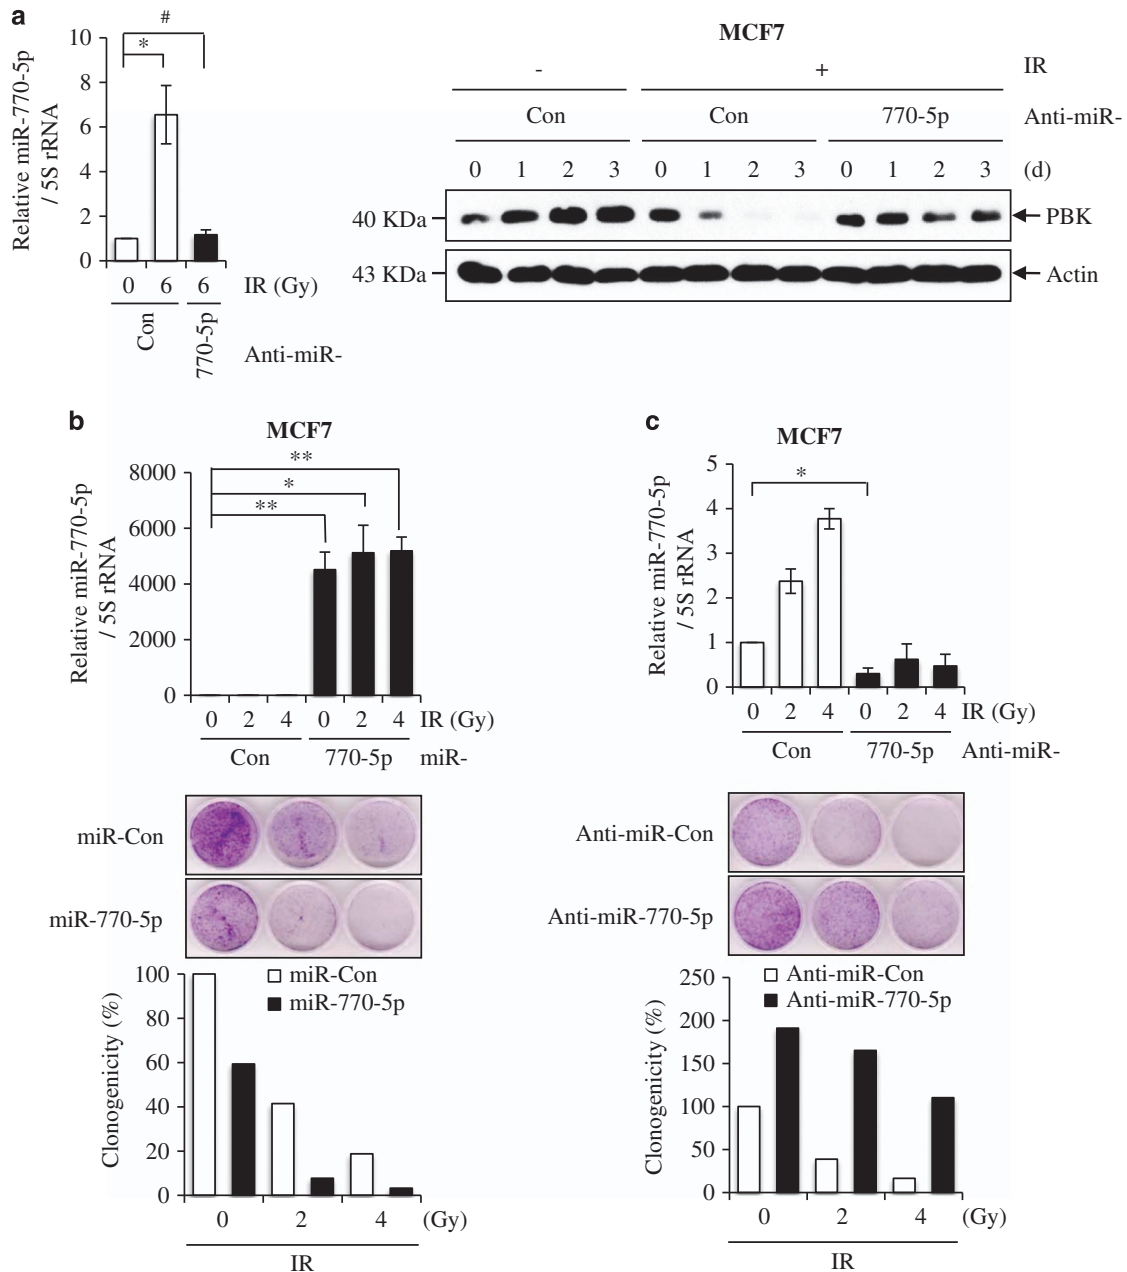 a
#
*
10
8
6
4
2
0
Relative miR-770-5p
/ 5S rRNA
0 6 6 IR (Gy)
Con
770-5p
Anti-miR-
MCF7
- + IR
Con Con 770-5p Anti-miR-
0 1 2 3 0 1 2 3 0 1 2 3 (d)
40 KDa PBK
43 KDa Actin
b
MCF7
**
*
**
8000
6000
4000
2000
0
Relative miR-770-5p
/ 5S rRNA
0 2 4 0 2 4 IR (Gy)
Con 770-5p miR-
miR-Con
miR-770-5p
miR-Con
miR-770-5p
100
80
60
40
20
0
Clonogenicity (%)
0 2 4 (Gy)
IR
c
MCF7
*
5
4
3
2
1
0
Relative miR-770-5p
/ 5S rRNA
0 2 4 0 2 4 IR (Gy)
Con 770-5p Anti-miR-
Anti-miR-Con
Anti-miR-770-5p
Anti-miR-Con
Anti-miR-770-5p
250
200
150
100
50
0
Clonogenicity (%)
0 2 4 (Gy)
IR